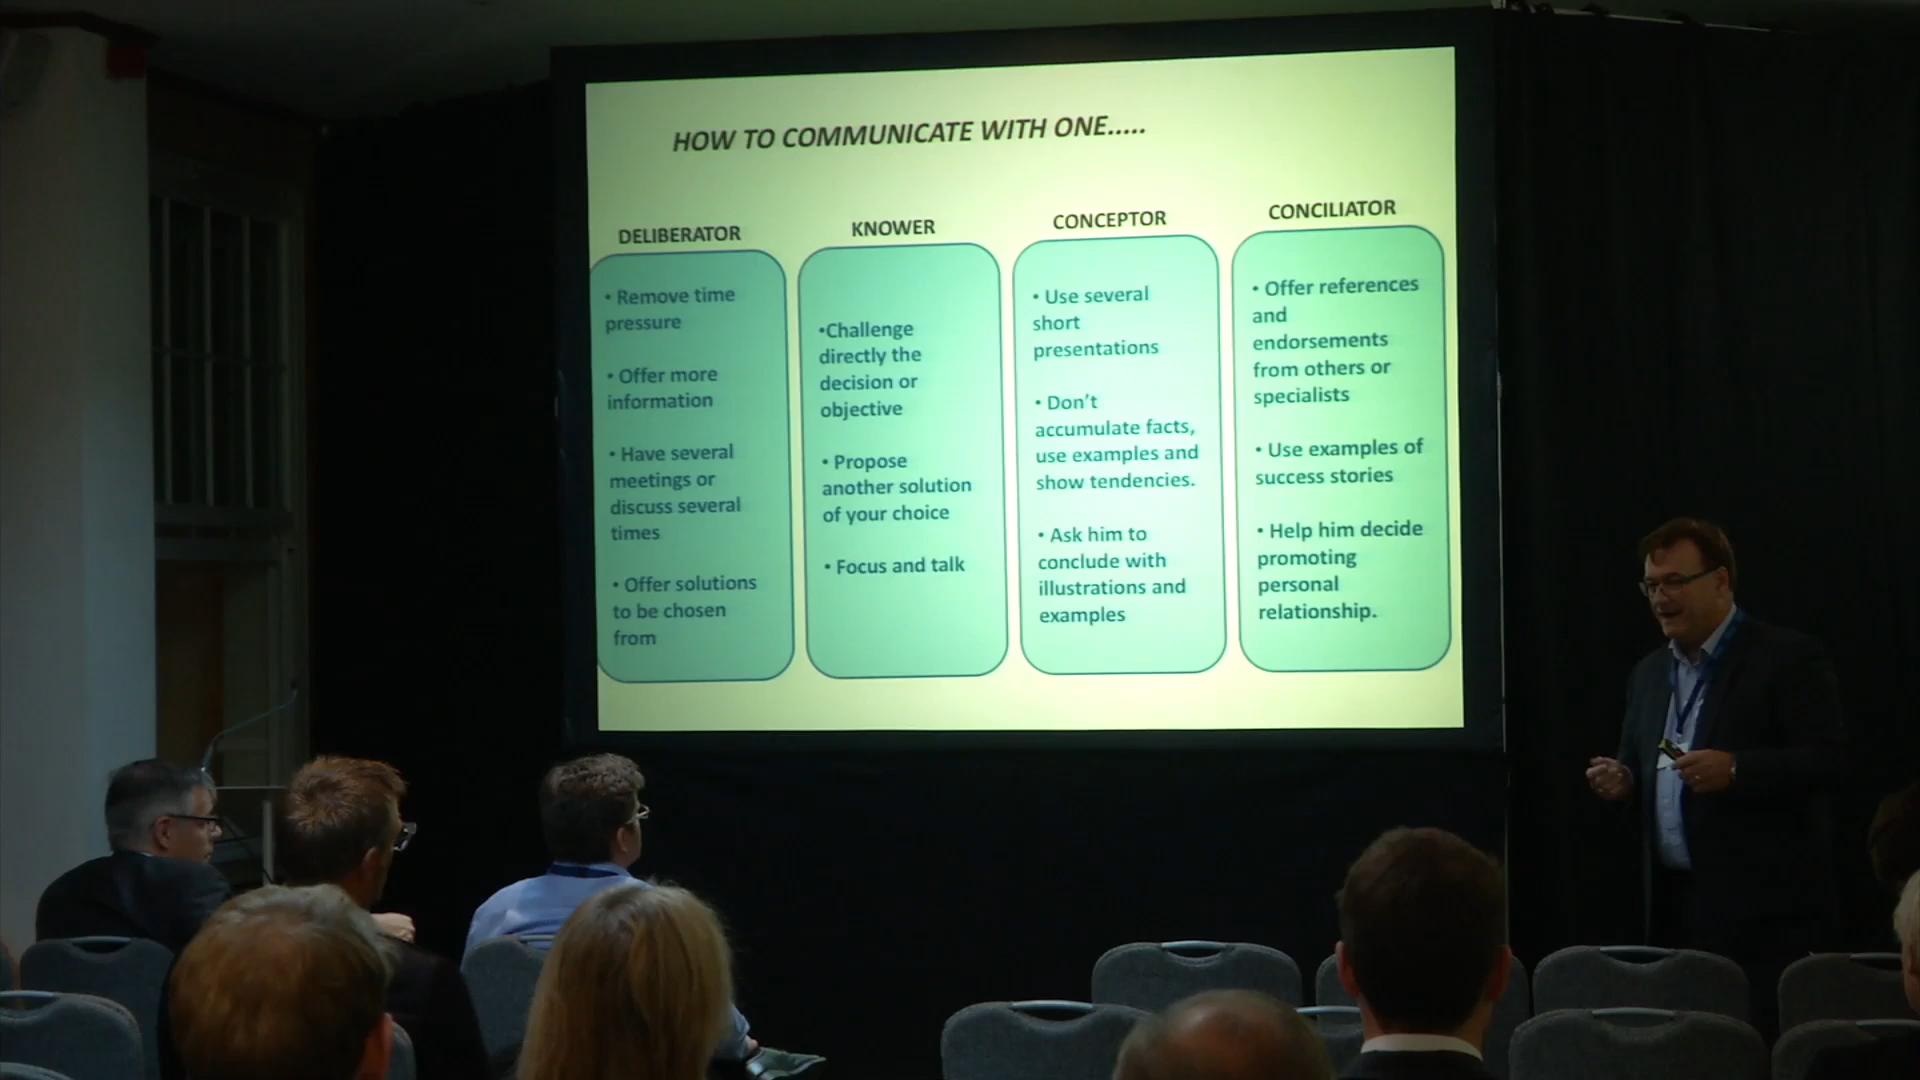 HOW TO COMMUNICATE WITH ONE.....
DELIBERATOR
• Remove time
pressure
• Offer more
information
• Have several
meetings or
discuss several
times
• Offer solutions
to be chosen
from
KNOWER
•Challenge
directly the
decision or
objective
• Propose
another solution
of your choice
• Focus and talk
CONCEPTOR
• Use several
short
presentations
• Don't
accumulate facts,
use examples and
show tendencies.
• Ask him to
conclude with
illustrations and
examples
CONCILIATOR
• Offer references
and
endorsements
from others or
specialists
• Use examples of
success stories
• Help him decide
promoting
personal
relationship.